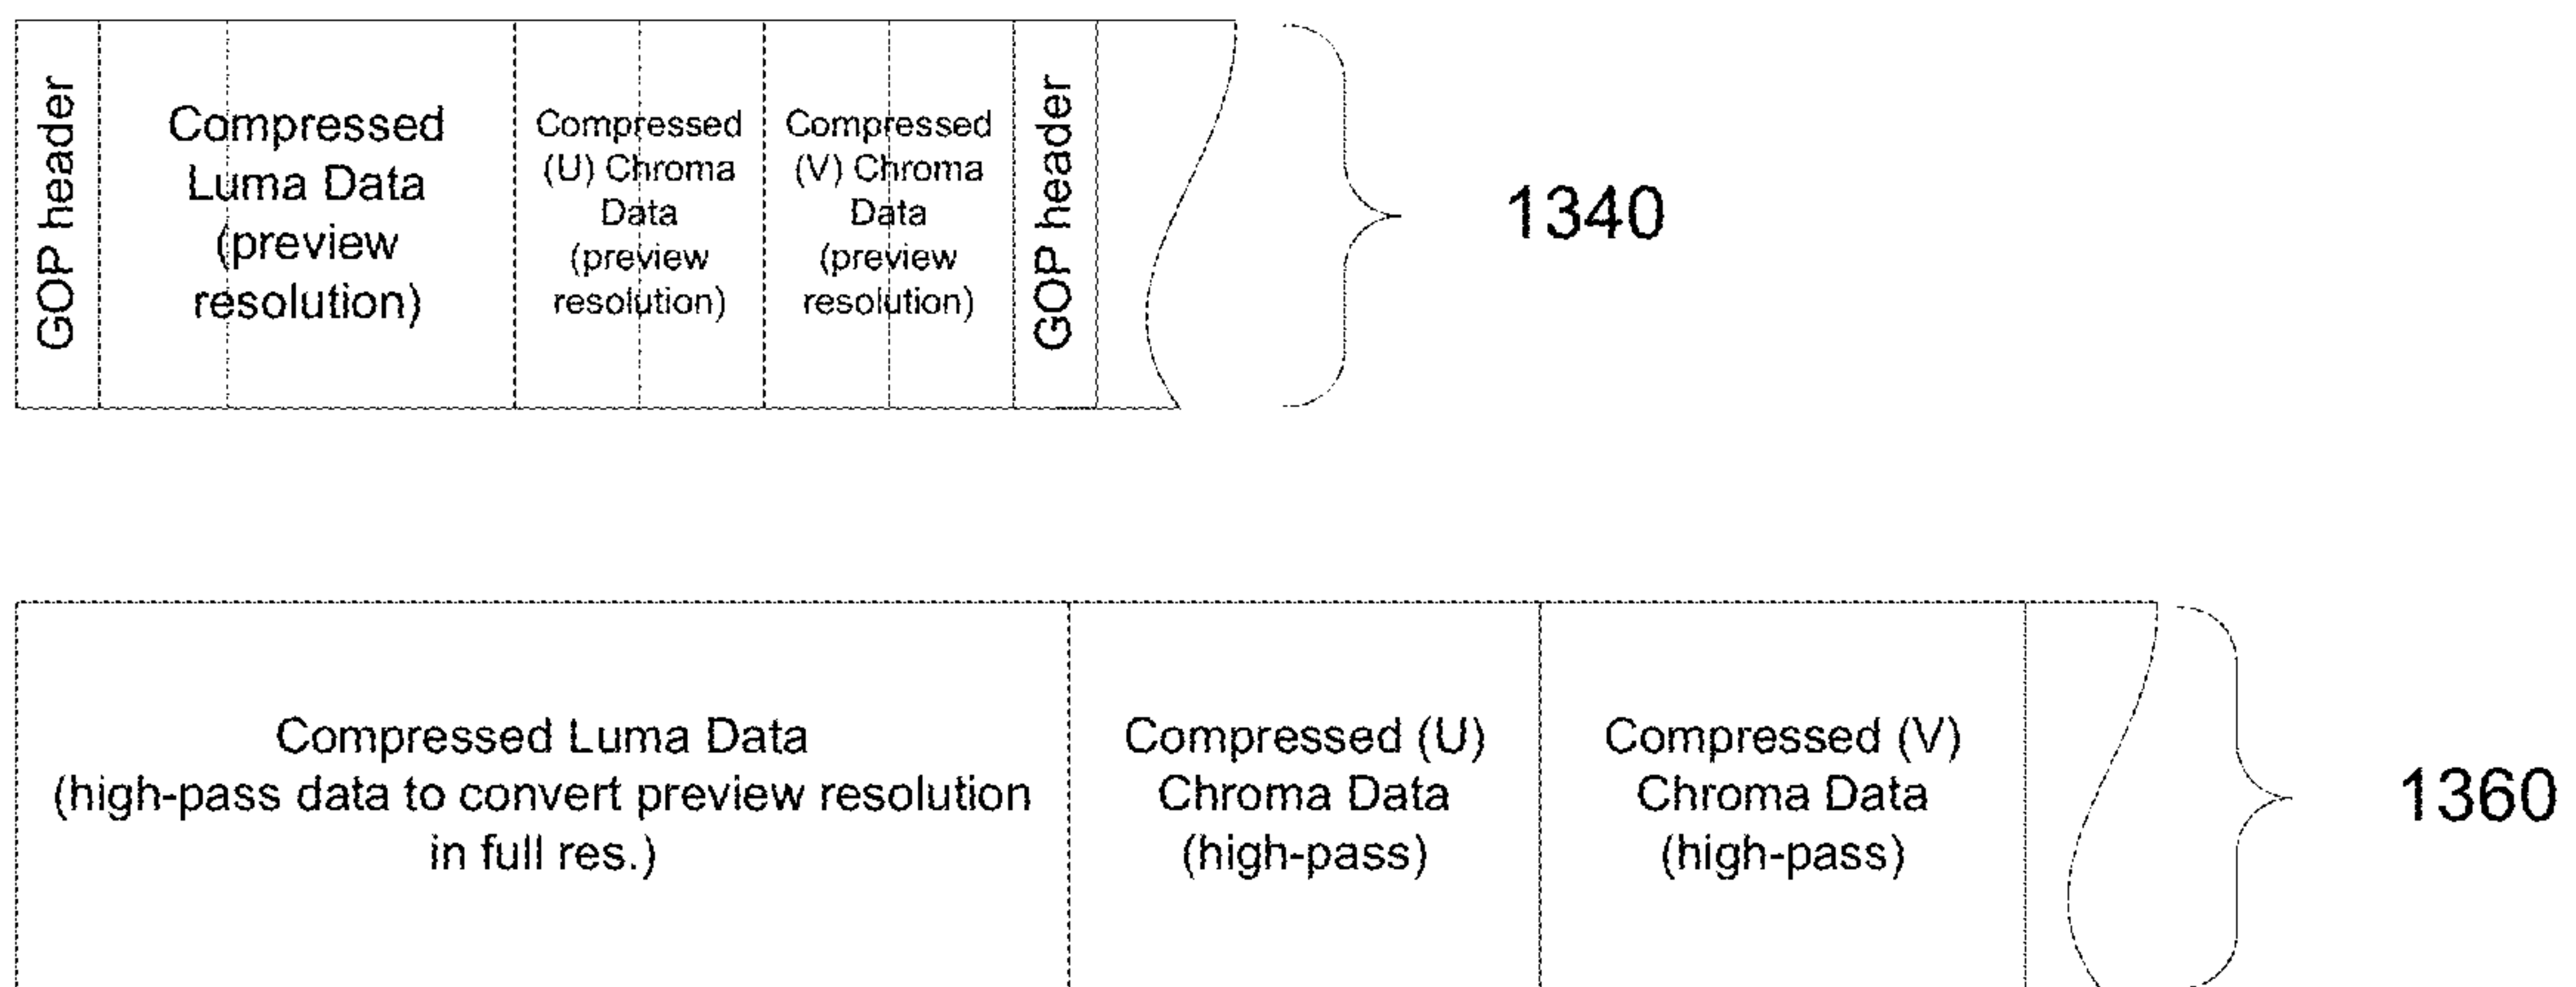 GOP header
Compressed
Luma Data
(preview
resolution)
Compressed
(U) Chroma
Data
(preview
resolution)
Compressed
(V) Chroma
Data
(preview
resolution)
GOP header
1340
Compressed Luma Data
(high-pass data to convert preview resolution
in full res.)
Compressed (U)
Chroma Data
(high-pass)
Compressed (V)
Chroma Data
(high-pass)
1360